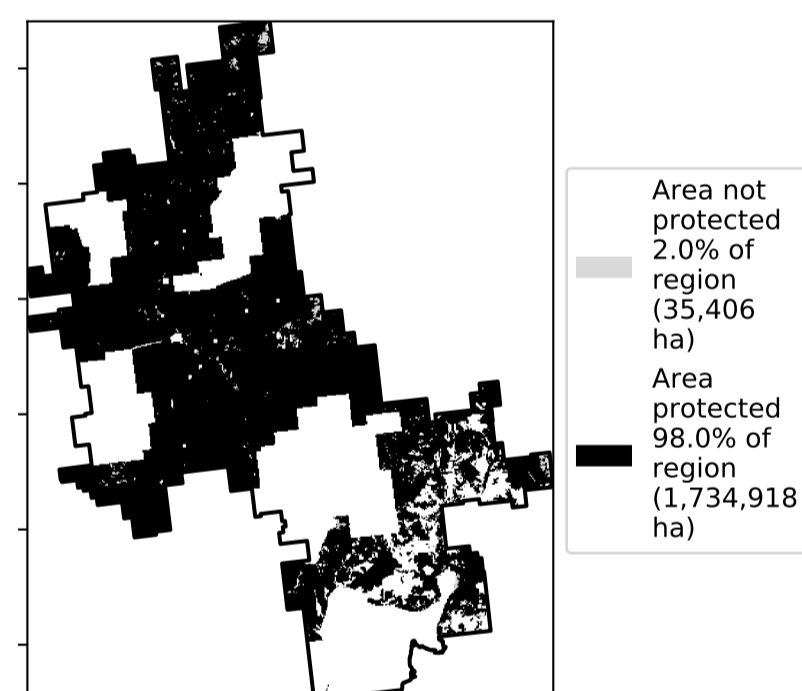 Area not
protected
2.0% of
region
(35,406
ha)
Area
protected
98.0% of
region
(1,734,918
ha)